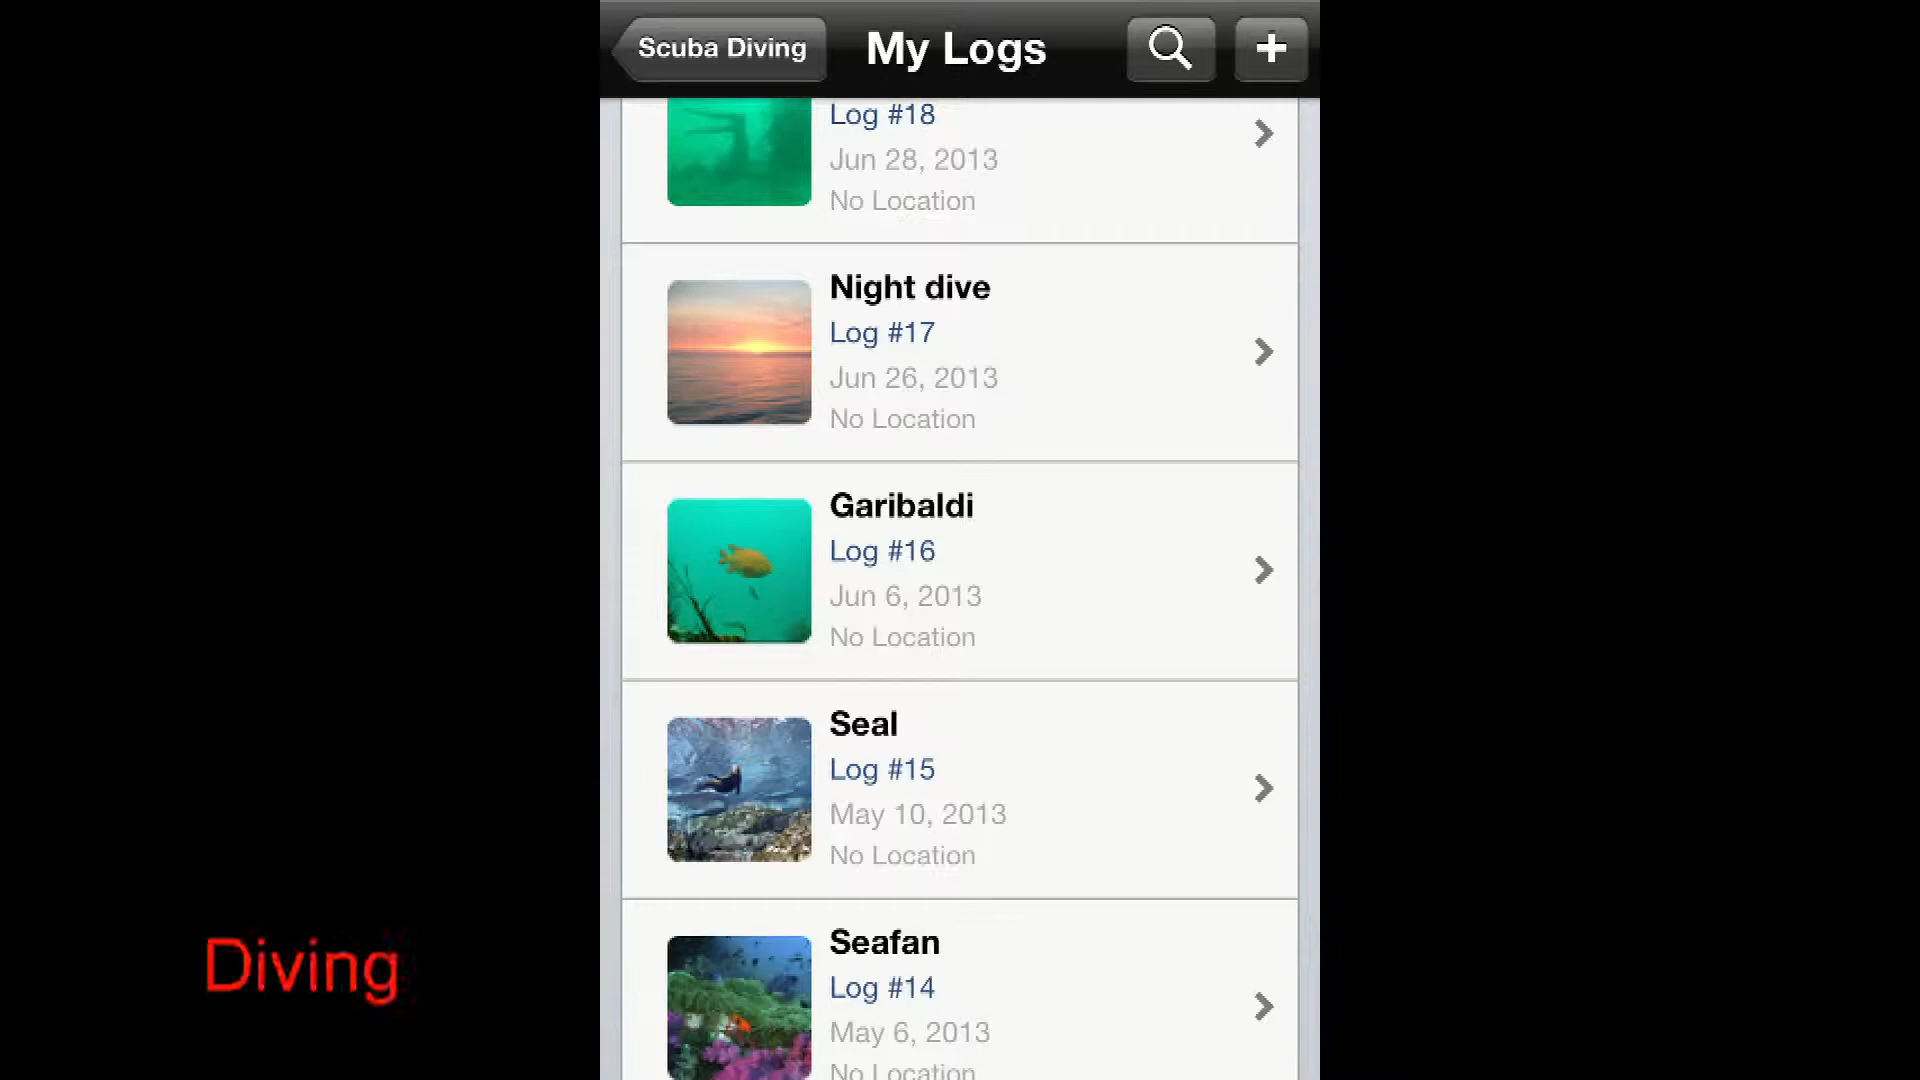 Scuba Diving
My Logs
Log #18
Jun 28, 2013
No Location
Night dive
Log #17
Jun 26, 2013
No Location
Garibaldi
Log #16
Jun 6, 2013
No Location
Seal
Log #15
May 10, 2013
No Location
Seafan
Log #14
May 6, 2013
No Location
Diving